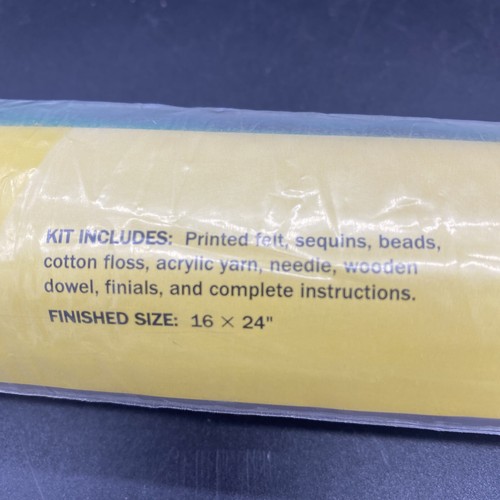 KIT INCLUDES: Printed felt, sequins, beads,
cotton floss, acrylic yarn, needle, wooden
dowel, finials, and complete instructions.
FINISHED SIZE: 16 × 24"